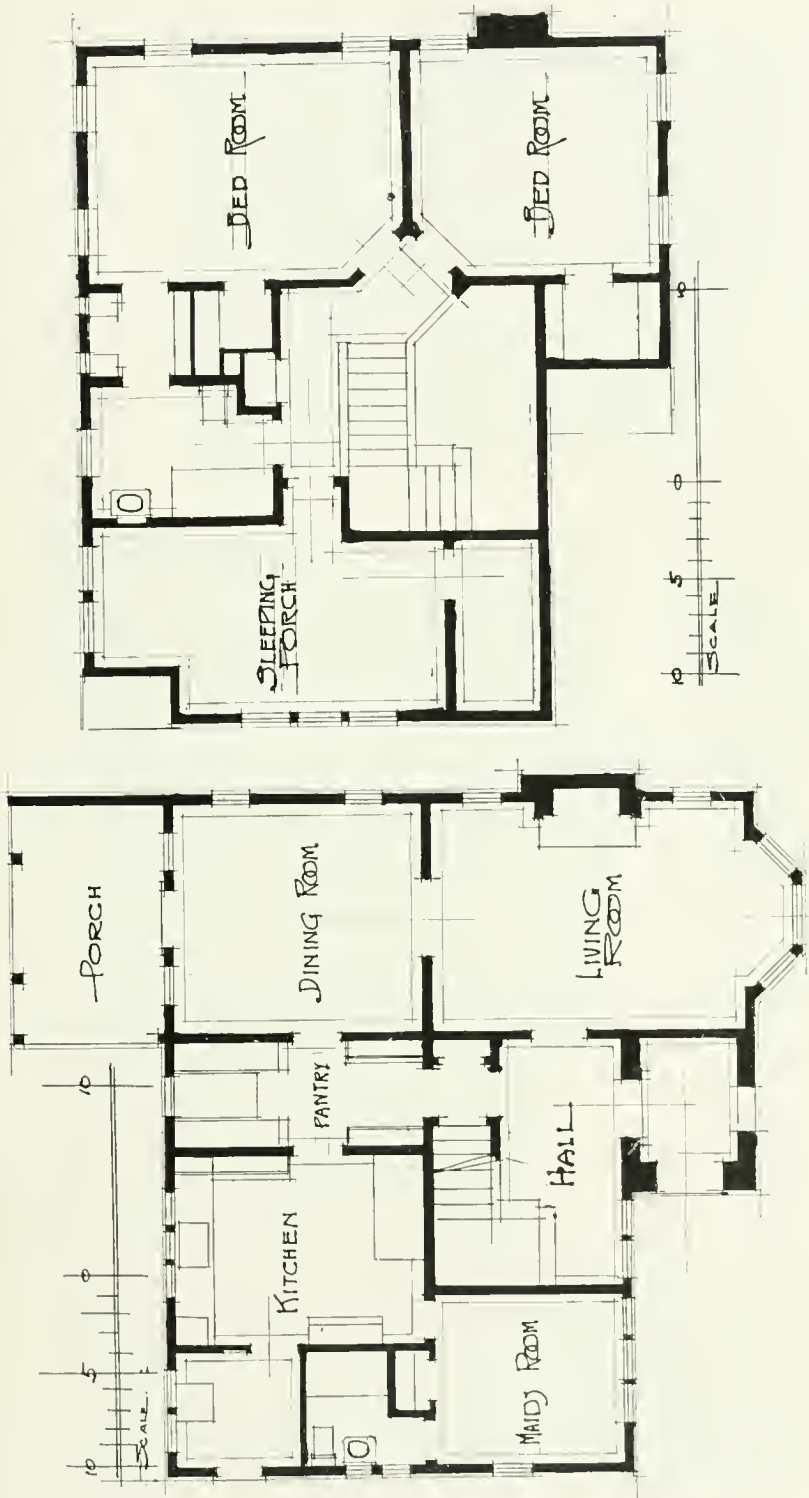 BED ROOM
BED ROOM
SLEEPING
PORCH
10 5 0 10
SCALE
PORCH
DINING ROOM
LIVING
ROOM
PANTRY
KITCHEN
HALL
MAIDS ROOM
10 5 0 10
SCALE